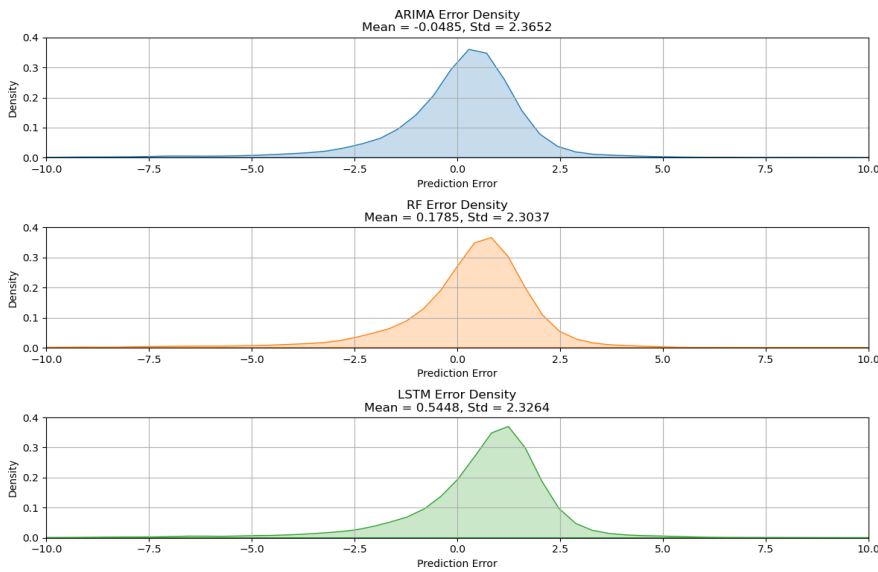 ARIMA Error Density
Mean = -0.0485, Std = 2.3652
0.4
0.3
0.2
0.1
0.0
Density
−10.0 −7.5 −5.0 −2.5 0.0 2.5 5.0 7.5 10.0
Prediction Error
RF Error Density
Mean = 0.1785, Std = 2.3037
0.4
0.3
0.2
0.1
0.0
Density
−10.0 −7.5 −5.0 −2.5 0.0 2.5 5.0 7.5 10.0
Prediction Error
LSTM Error Density
Mean = 0.5448, Std = 2.3264
0.4
0.3
0.2
0.1
0.0
Density
−10.0 −7.5 −5.0 −2.5 0.0 2.5 5.0 7.5 10.0
Prediction Error